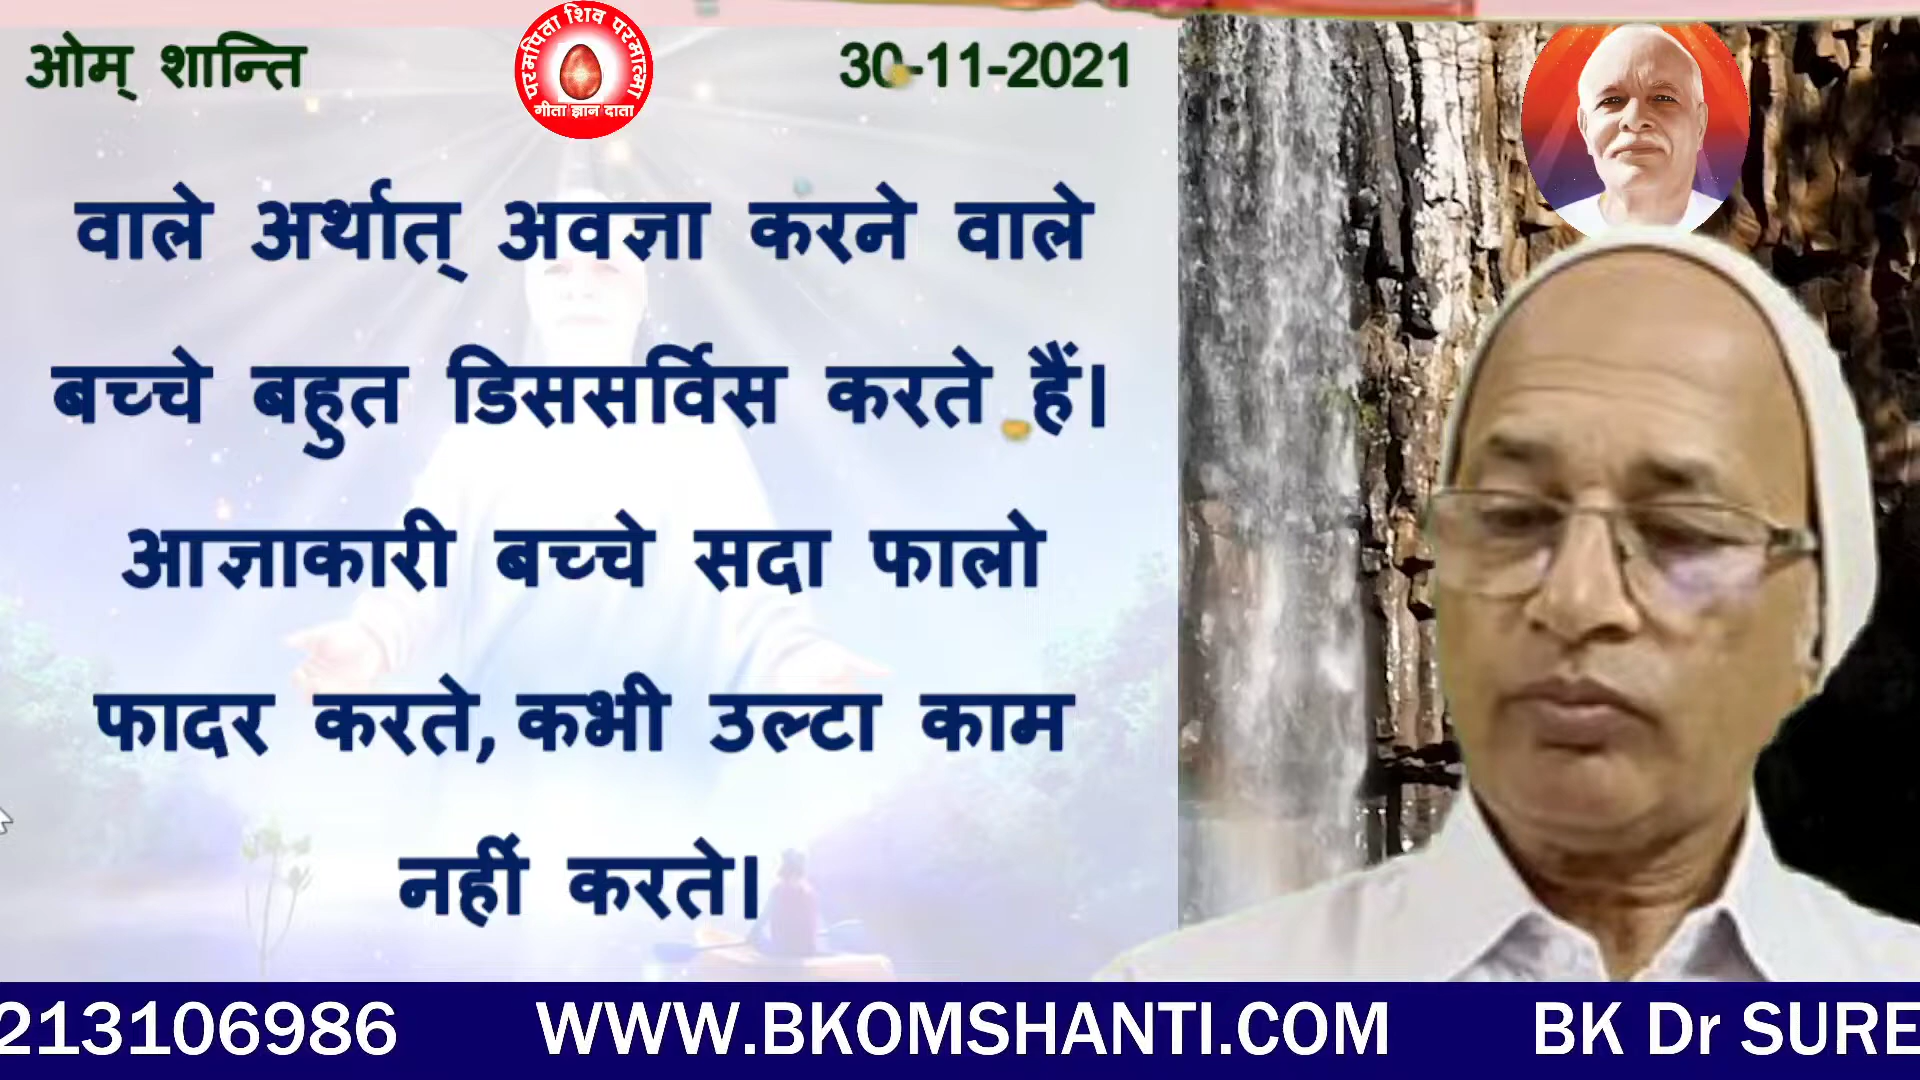 ओम् शान्ति
परमपिता शिव परमात्मा
गीता ज्ञान दाता
30-11-2021
वाले अर्थात् अवज्ञा करने वाले
बच्चे बहुत डिससर्विस करते हैं।
आज्ञाकारी बच्चे सदा फालो
फादर करते, कभी उल्टा काम
नहीं करते।
213106986 WWW.BKOMSHANTI.COM BK Dr SURE